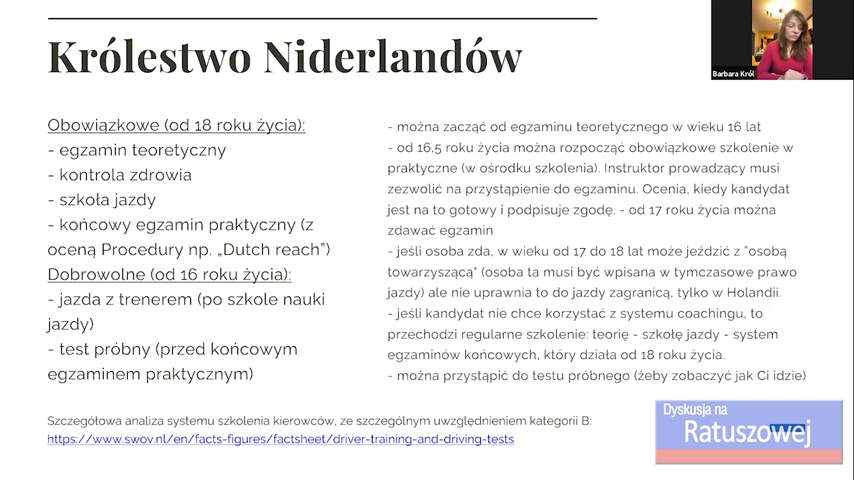 Królestwo Niderlandów
Barbara Król
Obowiązkowe (od 18 roku życia):
- egzamin teoretyczny
- kontrola zdrowia
- szkoła jazdy
- końcowy egzamin praktyczny (z
oceną Procedury np. „Dutch reach”)
Dobrowolne (od 16 roku życia):
- jazda z trenerem (po szkole nauki
jazdy)
- test próbny (przed końcowym
egzaminem praktycznym)
- można zacząć od egzaminu teoretycznego w wieku 16 lat
- od 16,5 roku życia można rozpocząć obowiązkowe szkolenie w
praktyczne (w ośrodku szkolenia). Instruktor prowadzący musi
zezwolić na przystąpienie do egzaminu. Ocenia, kiedy kandydat
jest na to gotowy i podpisuje zgodę. - od 17 roku życia można
zdawać egzamin
- jeśli osoba zda, w wieku od 17 do 18 lat może jeździć z "osobą
towarzyszącą" (osoba ta musi być wpisana w tymczasowe prawo
jazdy) ale nie uprawnia to do jazdy zagranicą, tylko w Holandii.
- jeśli kandydat nie chce korzystać z systemu coachingu, to
przechodzi regularne szkolenie: teorię - szkołę jazdy - system
egzaminów końcowych, który działa od 18 roku życia.
- można przystąpić do testu próbnego (żeby zobaczyć jak Ci idzie)
Szczegółowa analiza systemu szkolenia kierowców, ze szczególnym uwzględnieniem kategorii B:
https://www.swov.nl/en/facts-figures/factsheet/driver-training-and-driving-tests
Dyskusja na
Ratuszowej